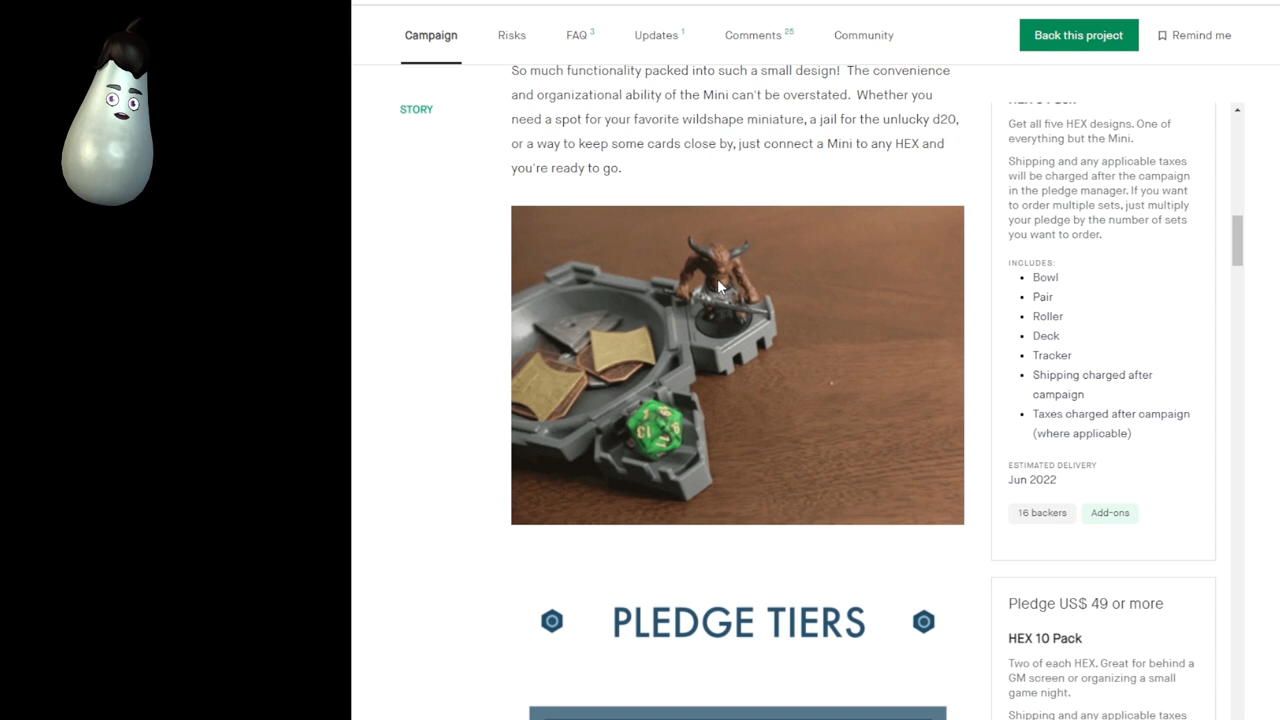 Campaign
Risks
FAQ 3
Updates 1
Comments 25
Community
Back this project
Remind me
STORY
So much functionality packed into such a small design!  The convenience
and organizational ability of the Mini can't be overstated.  Whether you
need a spot for your favorite wildshape miniature, a jail for the unlucky d20,
or a way to keep some cards close by, just connect a Mini to any HEX and
you're ready to go.
13
PLEDGE TIERS
Get all five HEX designs. One of
everything but the Mini.
Shipping and any applicable taxes
will be charged after the campaign
in the pledge manager. If you want
to order multiple sets, just multiply
your pledge by the number of sets
you want to order.
INCLUDES:
Bowl
Pair
Roller
Deck
Tracker
Shipping charged after
campaign
Taxes charged after campaign
(where applicable)
ESTIMATED DELIVERY
Jun 2022
16 backers
Add-ons
Pledge US$ 49 or more
HEX 10 Pack
Two of each HEX. Great for behind a
GM screen or organizing a small
game night.
Shipping and any applicable taxes